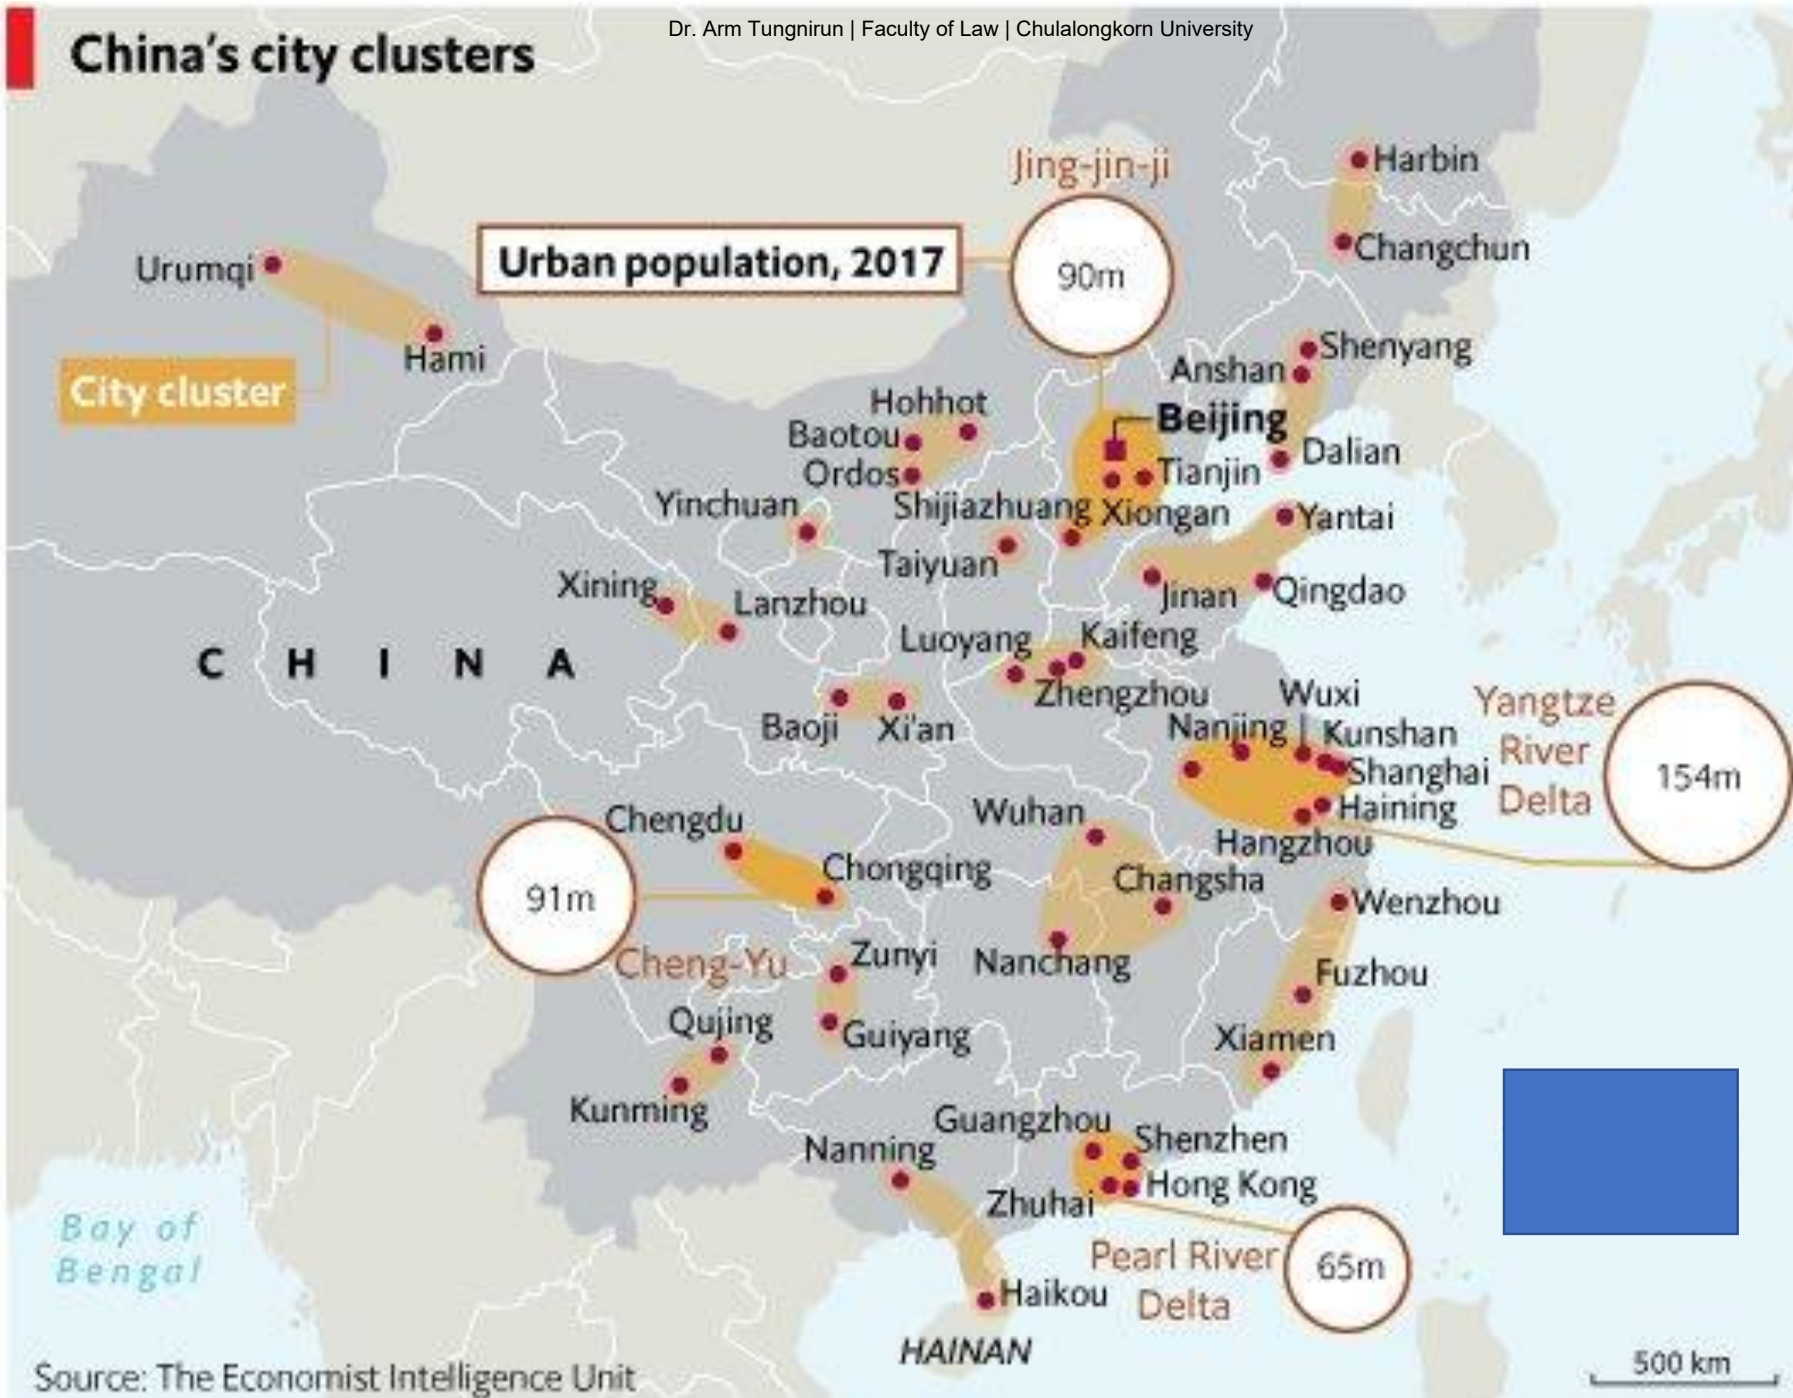 Dr. Arm Tungnirun | Faculty of Law | Chulalongkorn University
China's city clusters
Jing-jin-ji
Harbin
Changchun
Urumqi
Urban population, 2017
90m
Hami
City cluster
Shenyang
Anshan
Hohhot
Baotou
Ordos
Beijing
Dalian
Tianjin
Yinchuan
Shijiazhuang
Xiongan
Yantai
Taiyuan
Xining
Lanzhou
Jinan
Qingdao
Luoyang
Kaifeng
CHINA
Zhengzhou
Wuxi
Baoji
Xi'an
Nanjing
Kunshan
Shanghai
Yangtze
River
Delta
154m
Haining
Hangzhou
Chengdu
Wuhan
Chongqing
Changsha
91m
Wenzhou
Cheng-Yu
Zunyi
Nanchang
Fuzhou
Qujing
Guiyang
Xiamen
Kunming
Guangzhou
Shenzhen
Nanning
Hong Kong
Zhuhai
Bay of
Bengal
Pearl River
Delta
65m
Haikou
HAINAN
500 km
Source: The Economist Intelligence Unit